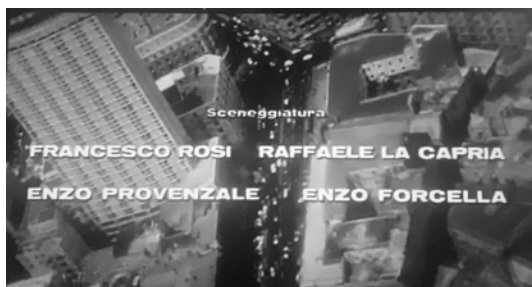 Sceneggiatura
FRANCESCO ROSI RAFFAELE LA CAPRIA
ENZO PROVENZALE ENZO FORCELLA